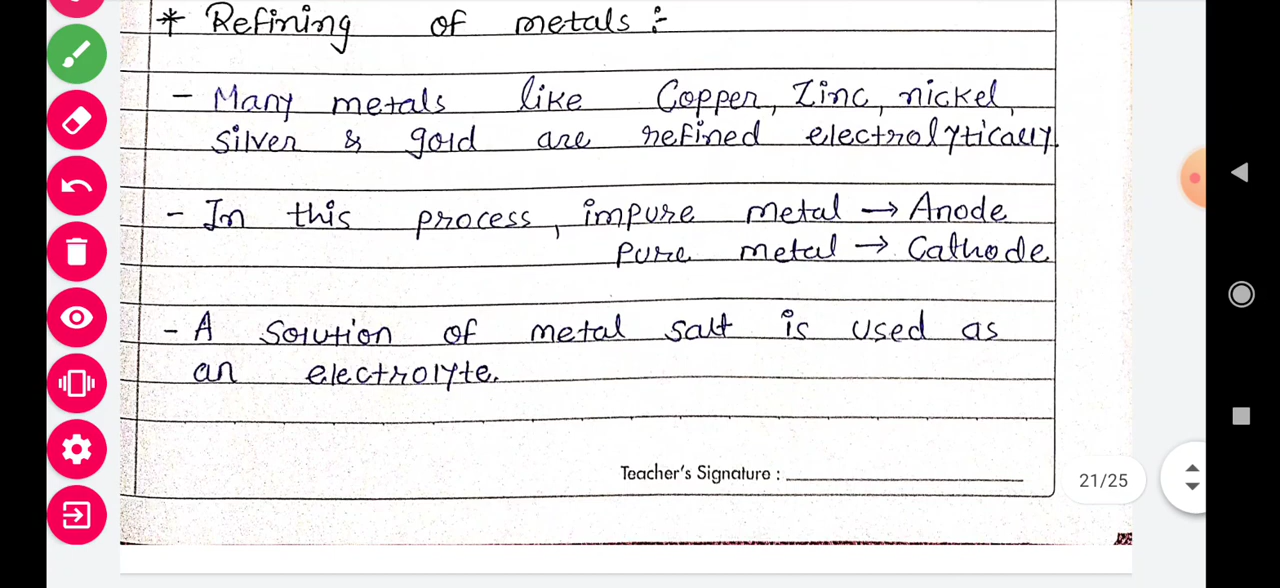 * Refining of metals :-
- Many metals like Copper, Zinc, nickel,
silver & gold are refined electrolytically.
- In this process, impure metal → Anode
pure metal → Cathode
- A solution of metal salt is used as
an electrolyte.
Teacher's Signature :
21/25